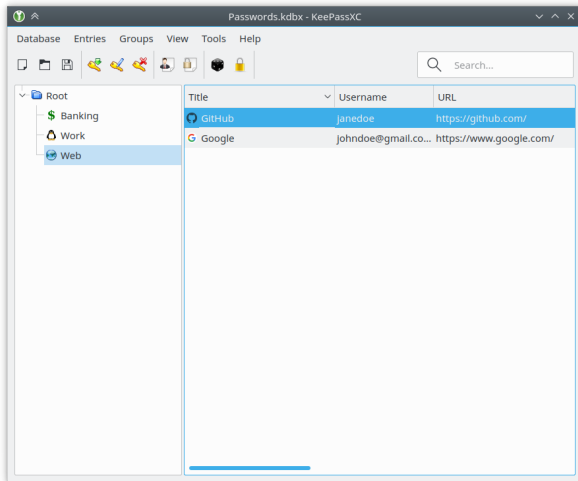 Passwords.kdbx - KeePassXC
Database Entries Groups View Tools Help
Search...
Root
Banking
Work
Web
Title Username URL
GitHub janedoe https://github.com/
Google johndoe@gmail.co... https://www.google.com/